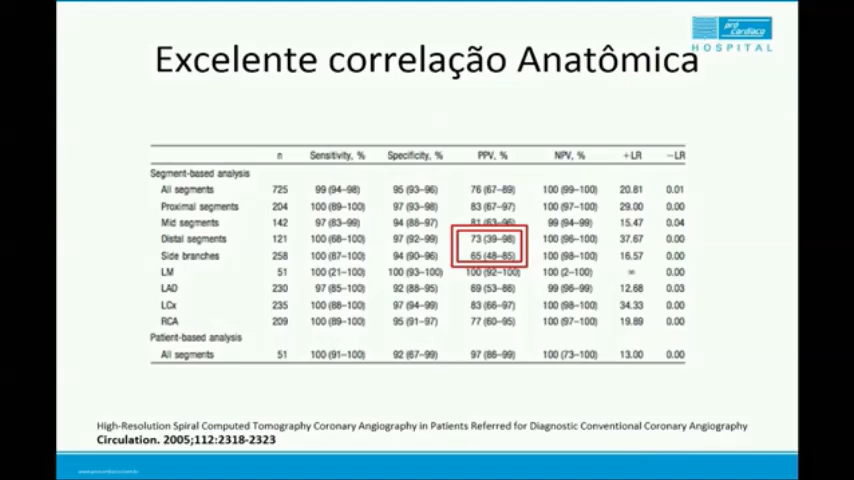 pró
cardíaco
HOSPITAL
Excelente correlação Anatômica
n Sensitivity, % Specificity, % PPV, % NPV, % +LR −LR
Segment-based analysis
All segments 725 99 (94–98) 95 (93–96) 76 (67–89) 100 (99–100) 20.81 0.01
Proximal segments 204 100 (89–100) 97 (93–98) 83 (67–97) 100 (97–100) 29.00 0.00
Mid segments 142 97 (83–99) 94 (88–97) 81 (63–96) 99 (94–99) 15.47 0.04
Distal segments 121 100 (68–100) 97 (92–99) 73 (39–98) 100 (96–100) 37.67 0.00
Side branches 258 100 (87–100) 94 (90–96) 65 (48–85) 100 (98–100) 16.57 0.00
LM 51 100 (21–100) 100 (93–100) 100 (92–100) 100 (2–100) ∞ 0.00
LAD 230 97 (85–100) 92 (88–95) 69 (53–86) 99 (96–99) 12.68 0.03
LCx 235 100 (88–100) 97 (94–99) 83 (66–97) 100 (98–100) 34.33 0.00
RCA 209 100 (89–100) 95 (91–97) 77 (60–95) 100 (97–100) 19.89 0.00
Patient-based analysis
All segments 51 100 (91–100) 92 (67–99) 97 (86–99) 100 (73–100) 13.00 0.00
High-Resolution Spiral Computed Tomography Coronary Angiography in Patients Referred for Diagnostic Conventional Coronary Angiography
Circulation. 2005;112:2318-2323